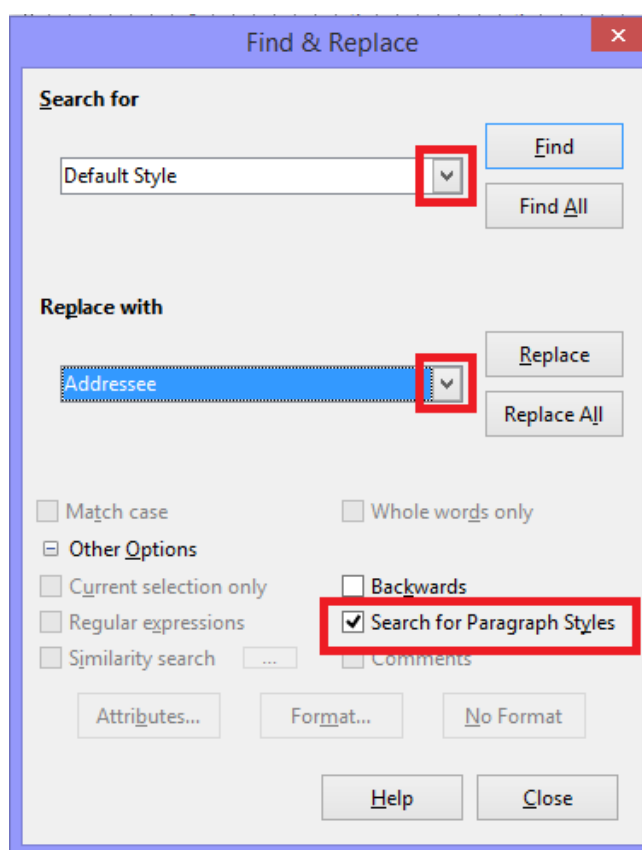 Find & Replace
Search for
Default Style
Find
Find All
Replace with
Addressee
Replace
Replace All
Match case
Whole words only
Other Options
Current selection only
Backwards
Regular expressions
Search for Paragraph Styles
Similarity search
...
Comments
Attributes...
Format...
No Format
Help
Close